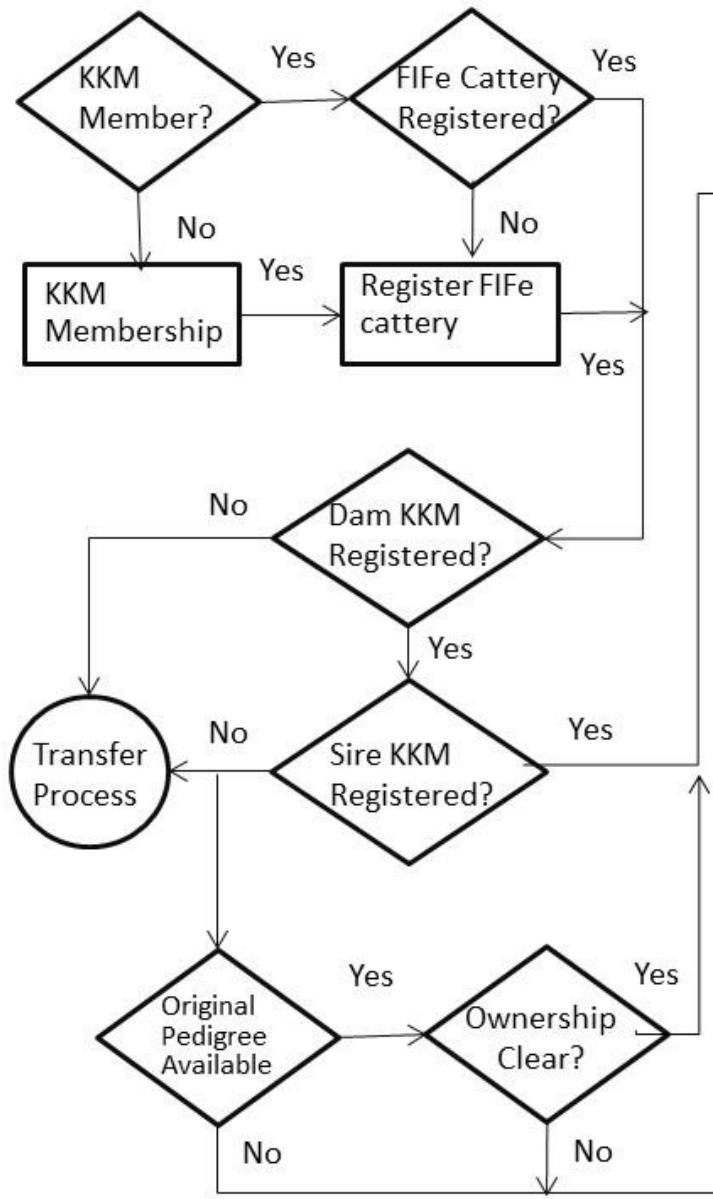 KKM
Member?
Yes
FIFe Cattery
Registered?
Yes
No
No
KKM
Membership
Yes
Register FIFe
cattery
Yes
No
Dam KKM
Registered?
Yes
Transfer
Process
No
Sire KKM
Registered?
Yes
Original
Pedigree
Available
Yes
Ownership
Clear?
Yes
No
No